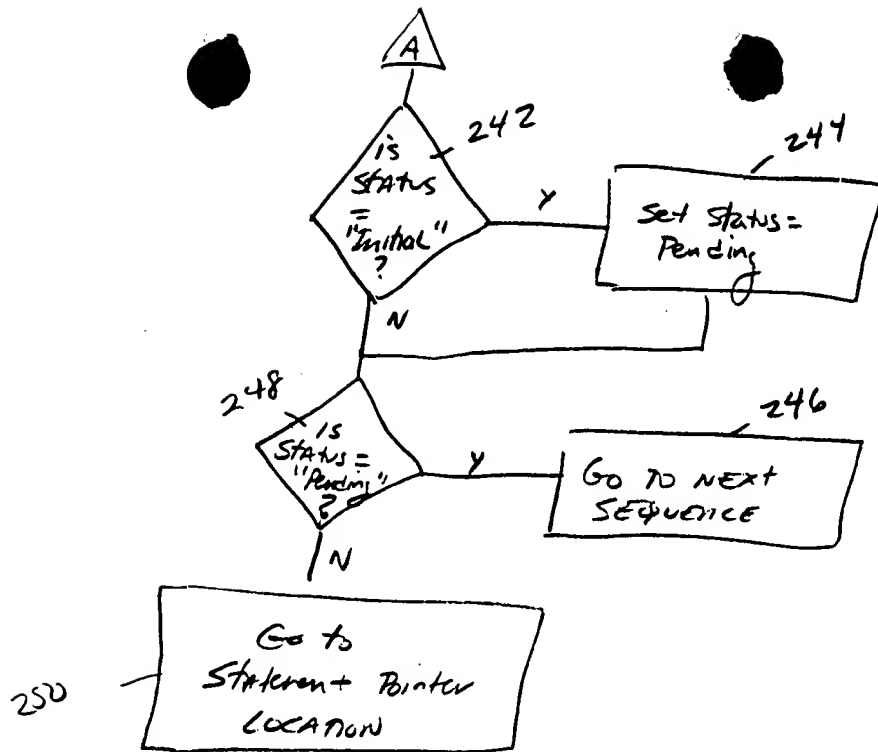 A
242
is
Status
=
"Initial"
?
Y
244
Set Status =
Pending
N
248
is
Status =
"Pending"
?
Y
246
Go to next
sequence
N
250
Go to
Statement Pointer
Location